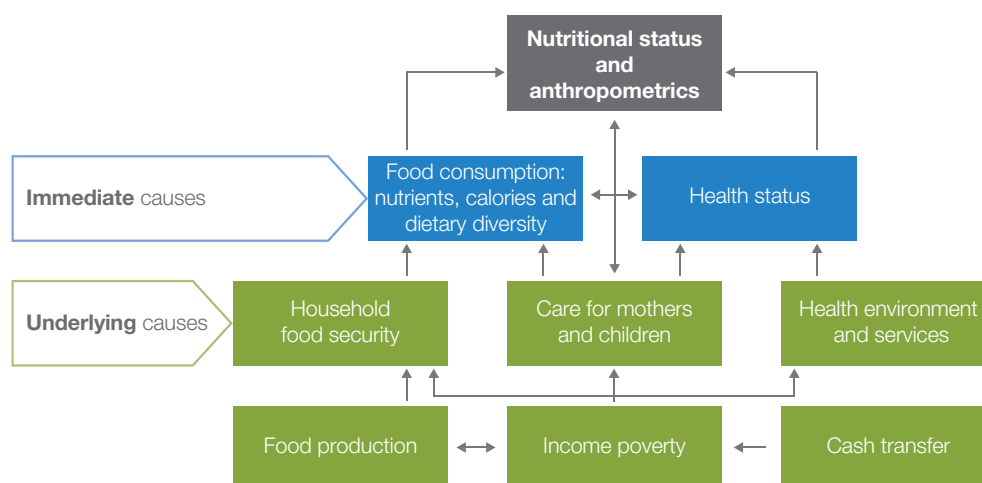 Nutritional status
and
anthropometrics
Immediate causes
Food consumption:
nutrients, calories and
dietary diversity
Health status
Underlying causes
Household
food security
Care for mothers
and children
Health environment
and services
Food production
Income poverty
Cash transfer